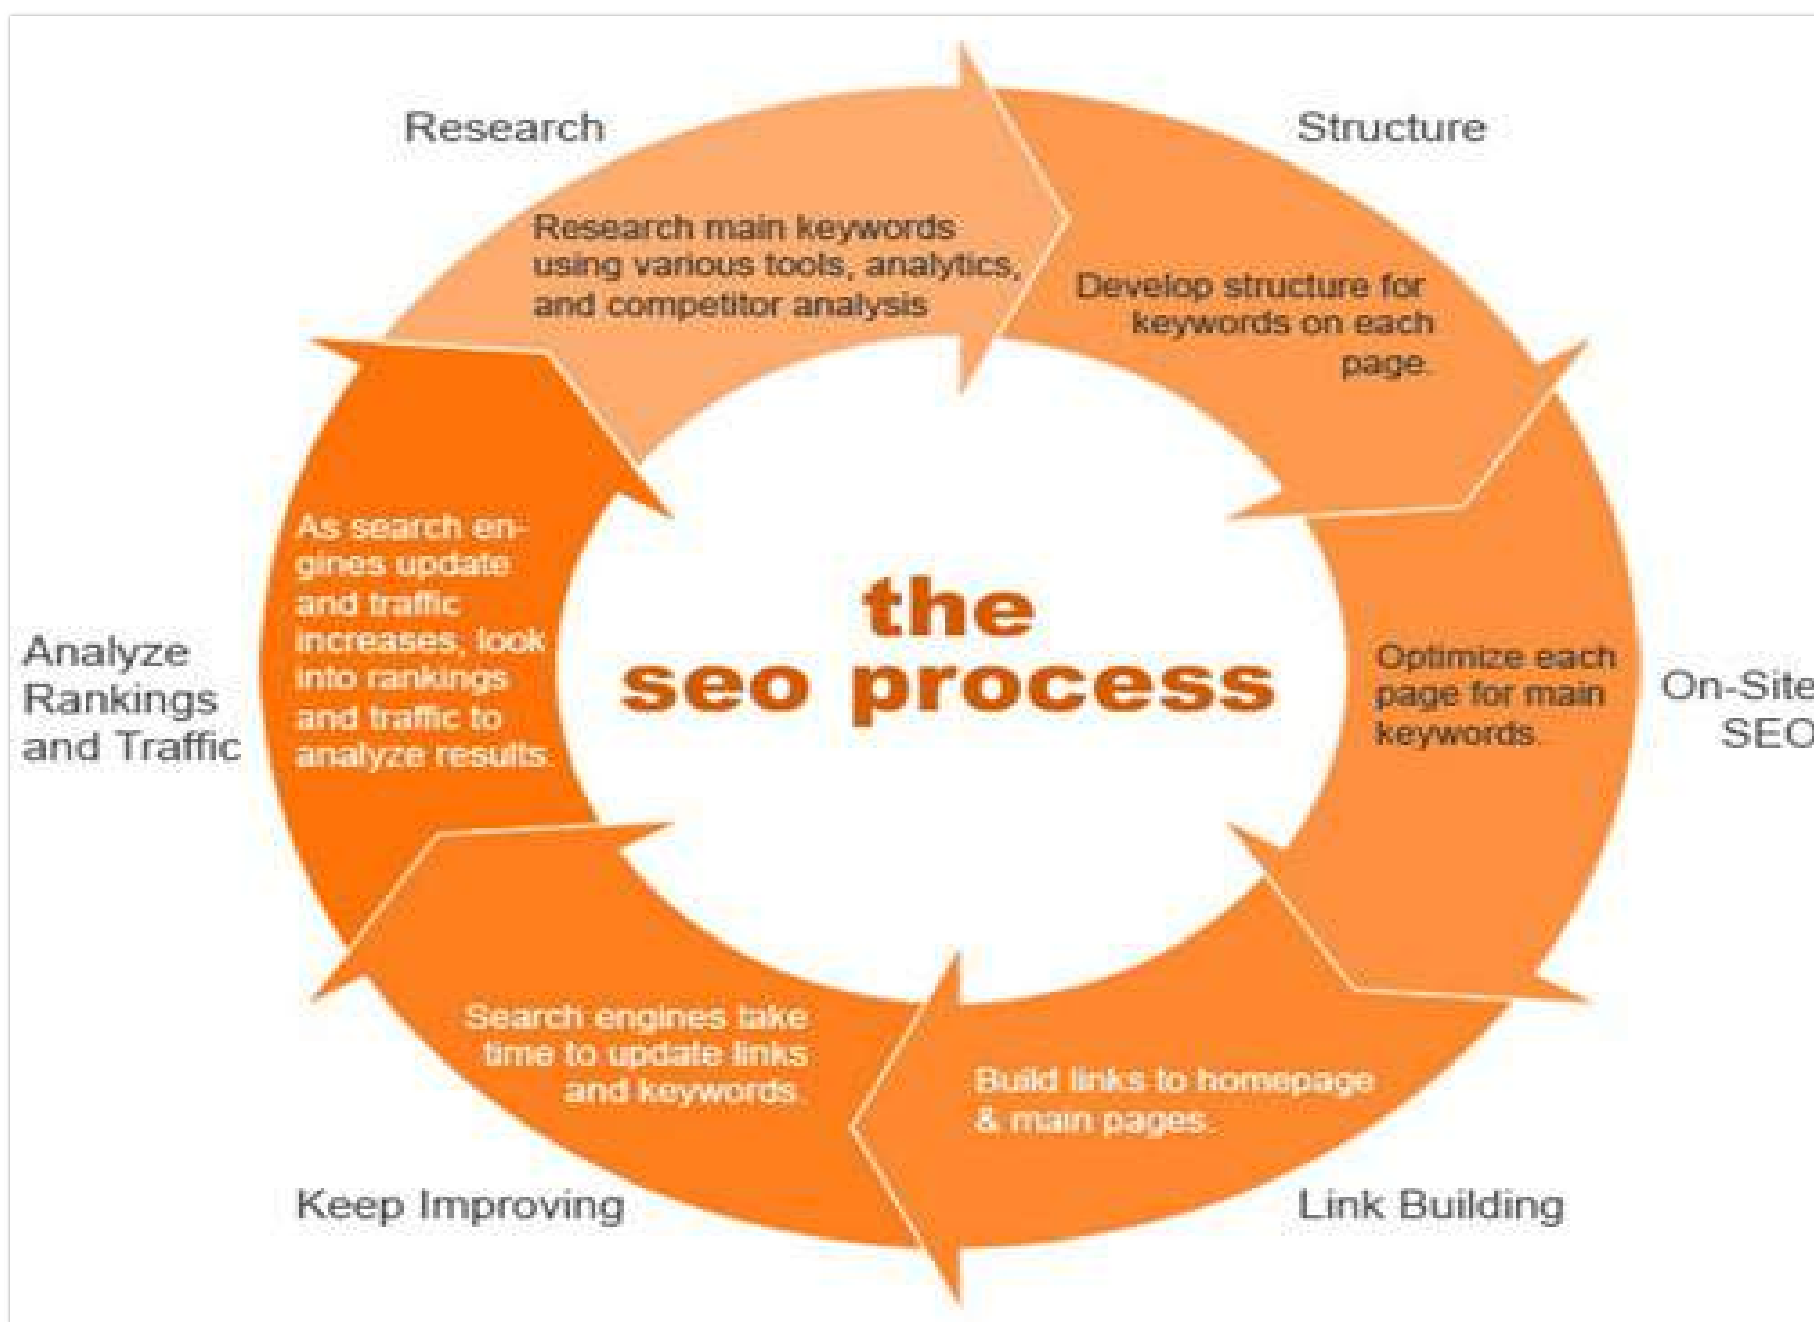 Research
Research main keywords
using various tools, analytics,
and competitor analysis
Structure
Develop structure for
keywords on each
page.
On-Site
SEO
Optimize each
page for main
keywords.
Link Building
Build links to homepage
& main pages.
Keep Improving
Search engines take
time to update links
and keywords.
Analyze
Rankings
and Traffic
As search en-
gines update
and traffic
increases, look
into rankings
and traffic to
analyze results.
the
seo process